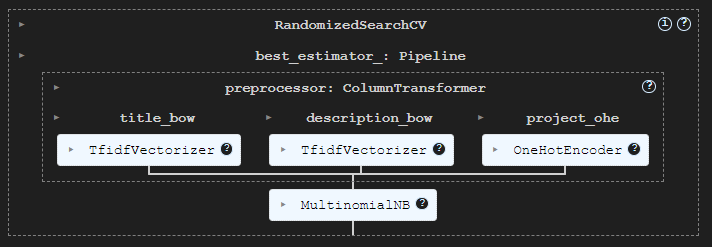 RandomizedSearchCV i ?
best_estimator_: Pipeline
preprocessor: ColumnTransformer ?
title_bow description_bow project_ohe
TfidfVectorizer ? TfidfVectorizer ? OneHotEncoder ?
MultinomialNB ?